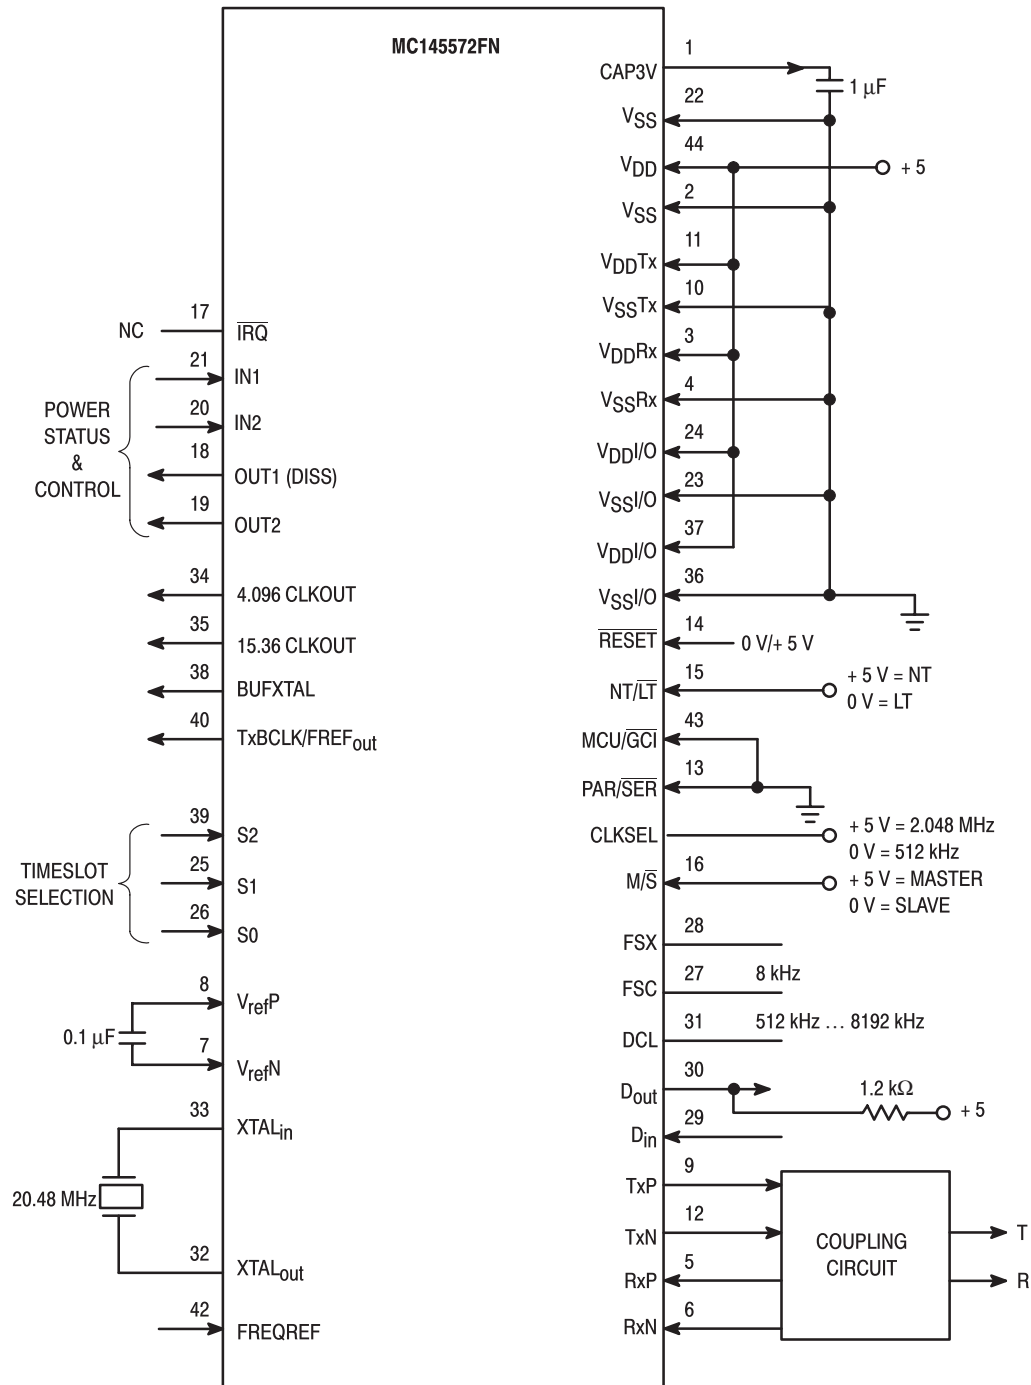 MC145572FN
17
NC
IRQ
21
IN1
POWER
STATUS
&
CONTROL
20
IN2
18
OUT1 (DISS)
19
OUT2
34
4.096 CLKOUT
35
15.36 CLKOUT
38
BUFXTAL
40
TxBCLK/FREFout
39
S2
TIMESLOT
SELECTION
25
S1
26
S0
8
VrefP
0.1 µF
7
VrefN
33
XTALin
20.48 MHz
32
XTALout
42
FREQREF
1
CAP3V
1 µF
22
VSS
44
VDD
+ 5
2
VSS
11
VDDTx
10
VSSTx
3
VDDRx
4
VSSRx
24
VDDI/O
23
VSSI/O
37
VDDI/O
36
VSSI/O
14
RESET
0 V/+ 5 V
15
NT/LT
+ 5 V = NT
0 V = LT
43
MCU/GCI
13
PAR/SER
CLKSEL
+ 5 V = 2.048 MHz
0 V = 512 kHz
16
M/S
+ 5 V = MASTER
0 V = SLAVE
28
FSX
27
8 kHz
FSC
31
512 kHz … 8192 kHz
DCL
30
Dout
1.2 kΩ
+ 5
29
Din
9
TxP
12
TxN
5
RxP
6
RxN
COUPLING
CIRCUIT
T
R